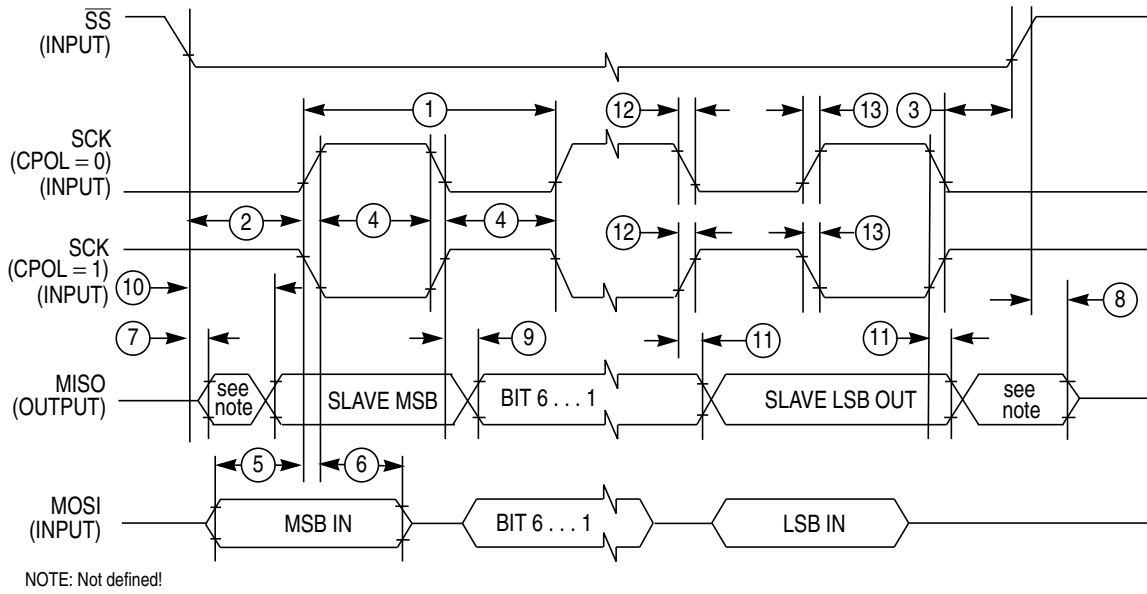 SS
(INPUT)
1
12
13
3
SCK
(CPOL = 0)
(INPUT)
2
4
4
12
13
SCK
(CPOL = 1)
(INPUT)
10
8
7
9
11
11
MISO
(OUTPUT)
see
note
SLAVE MSB
BIT 6 . . . 1
SLAVE LSB OUT
see
note
5
6
MOSI
(INPUT)
MSB IN
BIT 6 . . . 1
LSB IN
NOTE: Not defined!